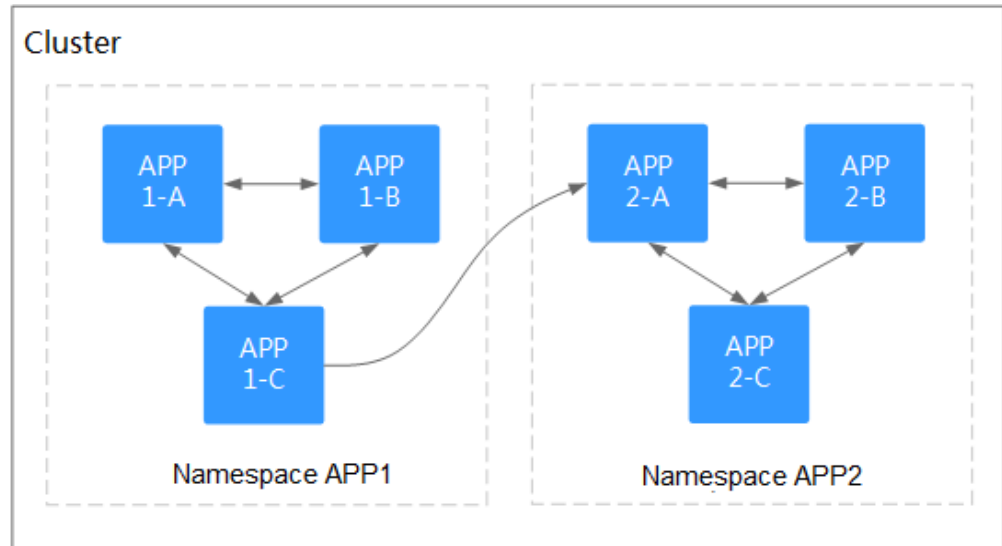 Cluster
APP
1-A
APP
1-B
APP
2-A
APP
2-B
APP
1-C
APP
2-C
Namespace APP1
Namespace APP2